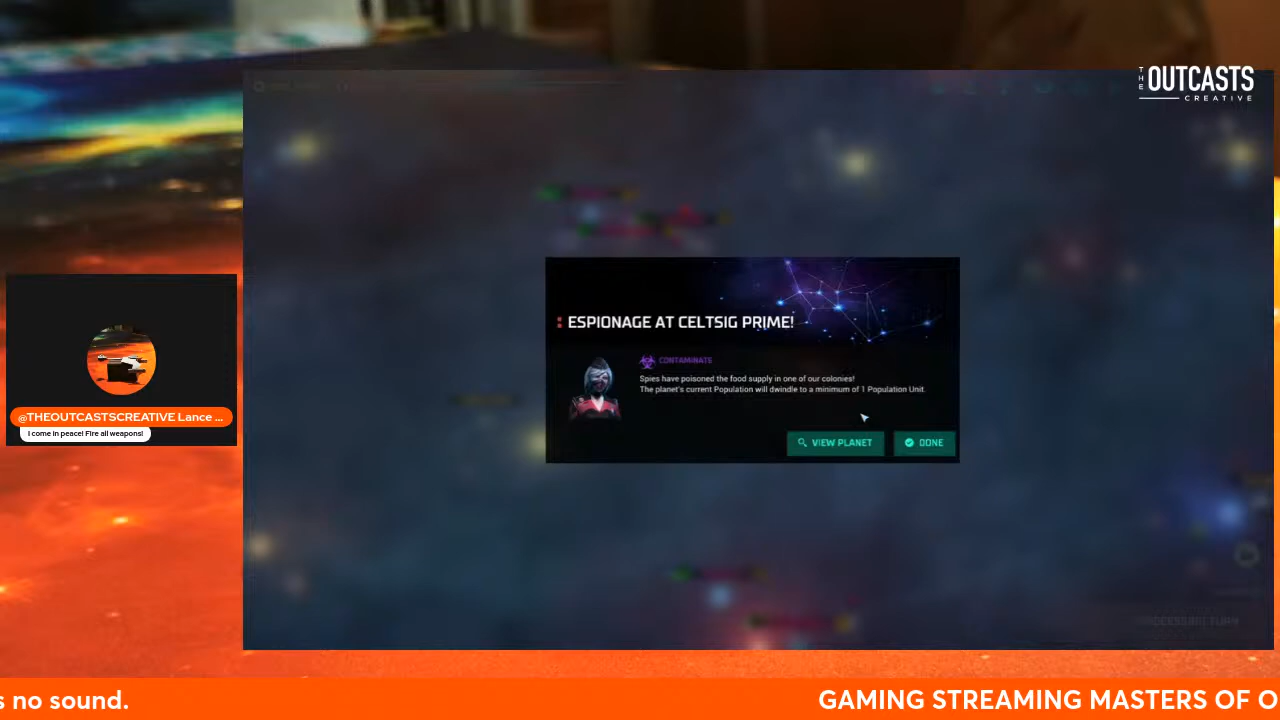 THE
OUTCASTS
CREATIVE
ESPIONAGE AT CELTSIG PRIME!
CONTAMINATE
Spies have poisoned the food supply in one of our colonies!
The planet's current Population will dwindle to a minimum of 1 Population Unit.
VIEW PLANET
DONE
@THEOUTCASTSCREATIVE Lance ...
I come in peace! Fire all weapons!
s no sound.
GAMING STREAMING MASTERS OF O